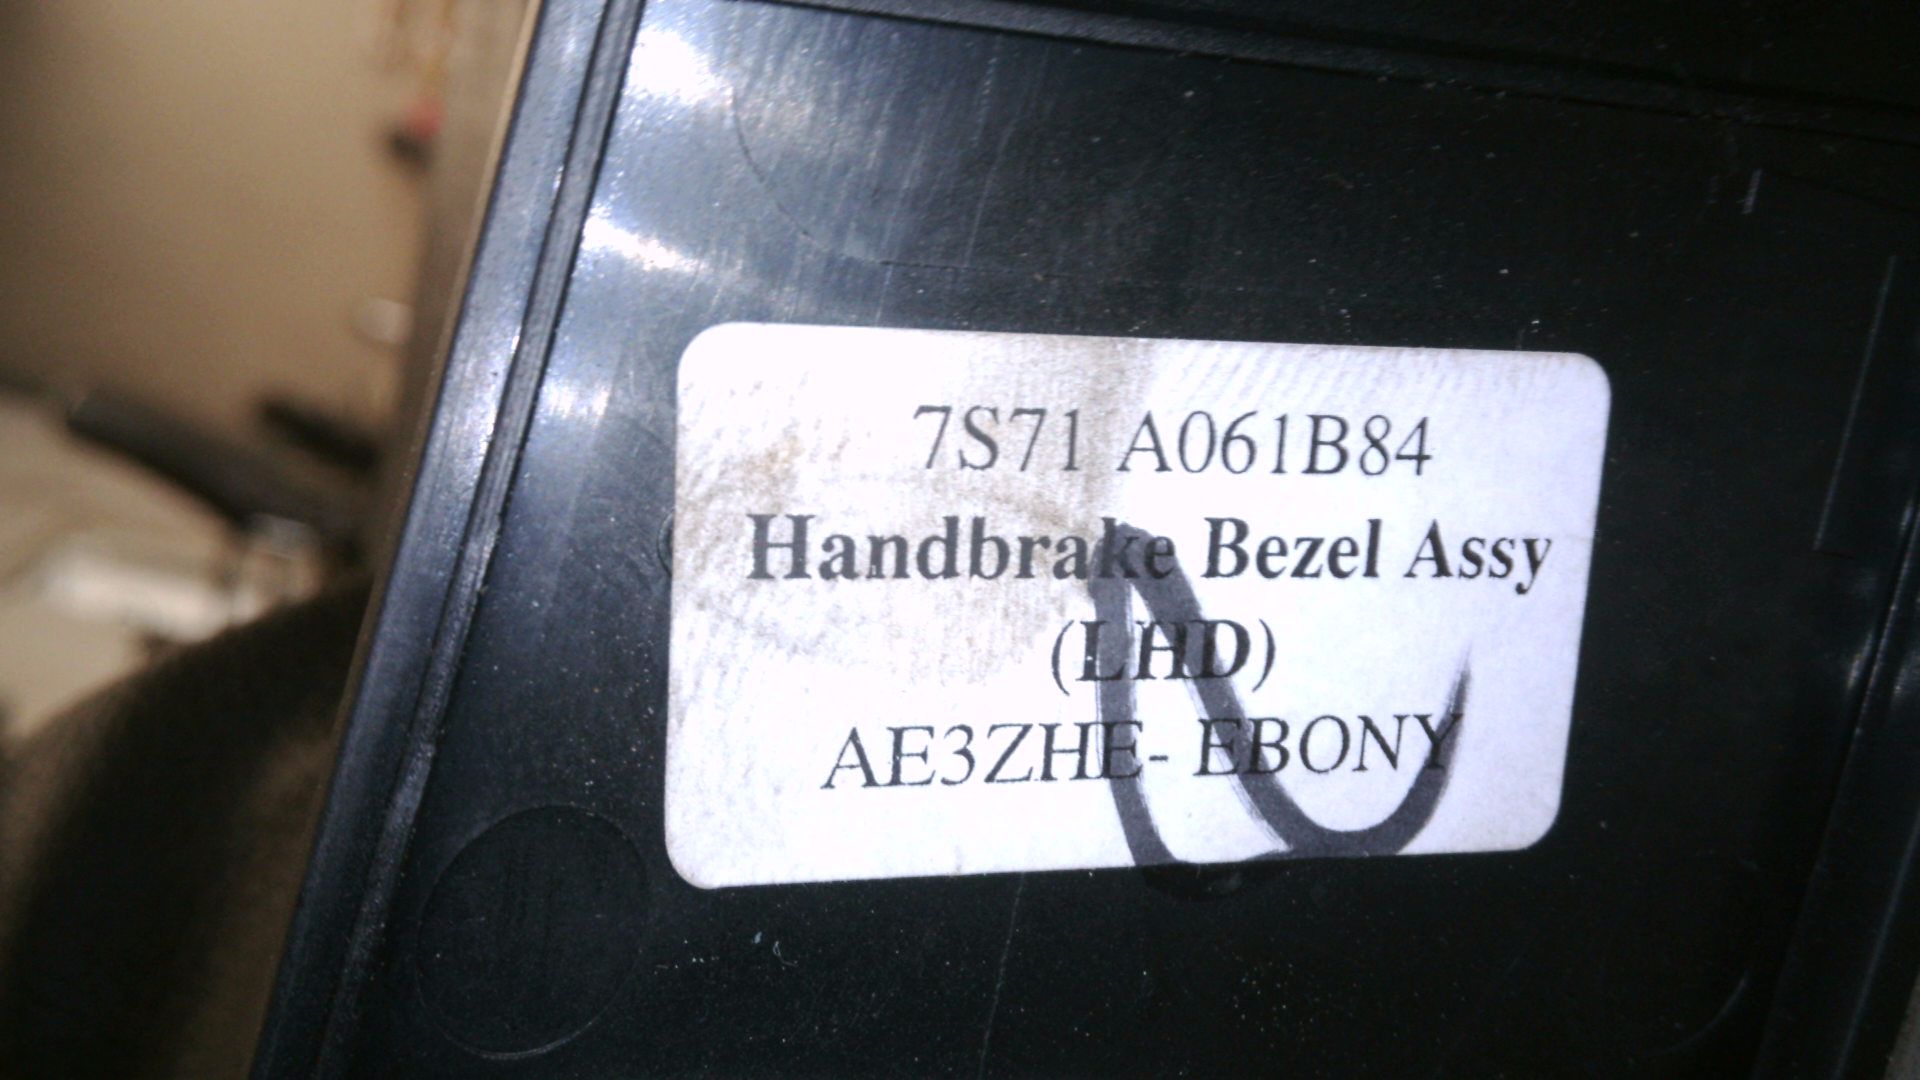 7S71 A061B84
Handbrake Bezel Assy
(LHD)
AE3ZHE- EBONY